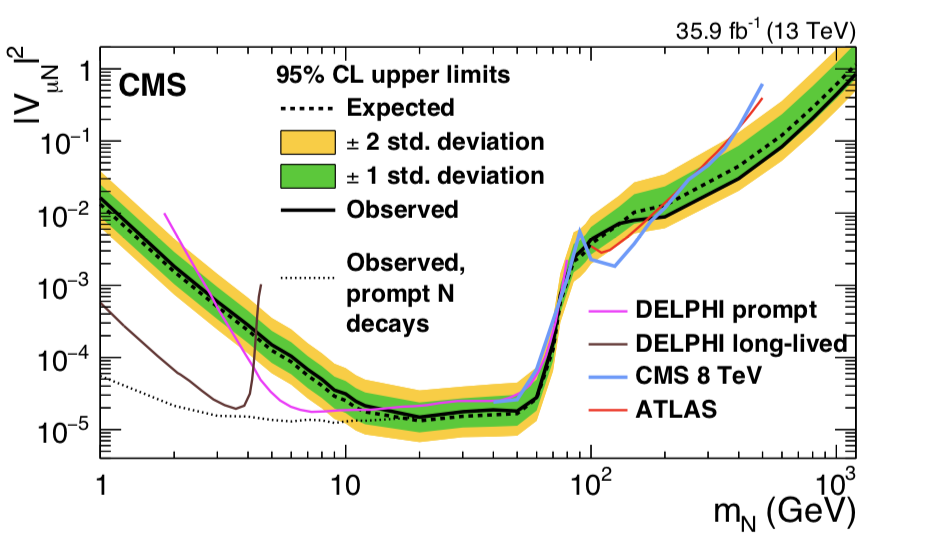 35.9 fb⁻¹ (13 TeV)
|V_μN|²
CMS
95% CL upper limits
Expected
± 2 std. deviation
± 1 std. deviation
Observed
Observed,
prompt N
decays
DELPHI prompt
DELPHI long-lived
CMS 8 TeV
ATLAS
1
10⁻¹
10⁻²
10⁻³
10⁻⁴
10⁻⁵
1 10 10² 10³
m_N (GeV)